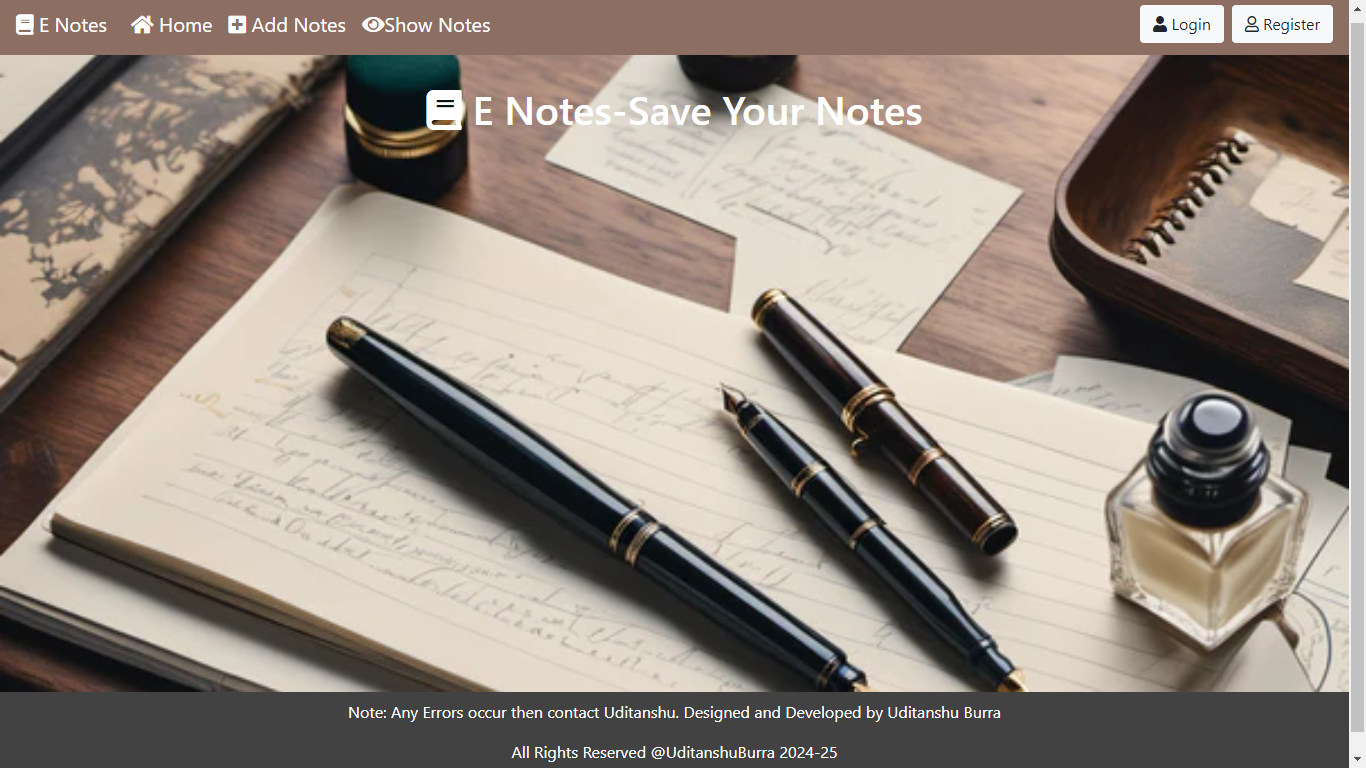 E Notes Home Add Notes Show Notes Login Register
E Notes-Save Your Notes
Note: Any Errors occur then contact Uditanshu. Designed and Developed by Uditanshu Burra
All Rights Reserved @UditanshuBurra 2024-25